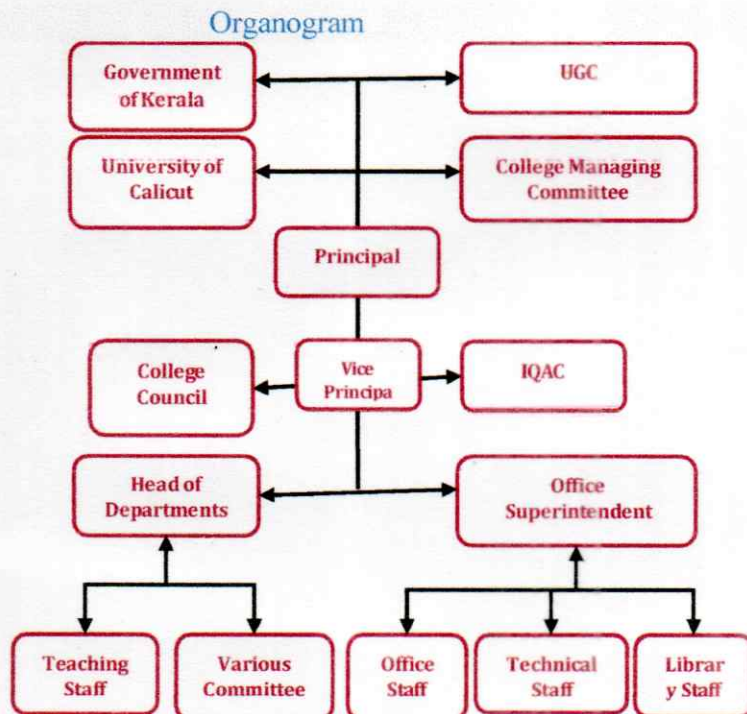 Organogram
Government
of Kerala
UGC
University of
Calicut
College Managing
Committee
Principal
College
Council
Vice
Principa
IQAC
Head of
Departments
Office
Superintendent
Teaching
Staff
Various
Committee
Office
Staff
Technical
Staff
Librar
y Staff